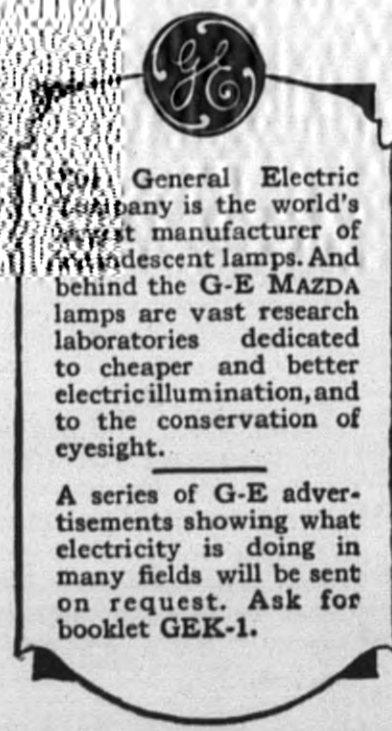 GE
General Electric
is the world's
manufacturer of
lamps. And
behind the G-E MAZDA
lamps are vast research
laboratories dedicated
to cheaper and better
electric illumination, and
to the conservation of
eyesight.
A series of G-E adver-
tisements showing what
electricity is doing in
many fields will be sent
on request. Ask for
booklet GEK-1.